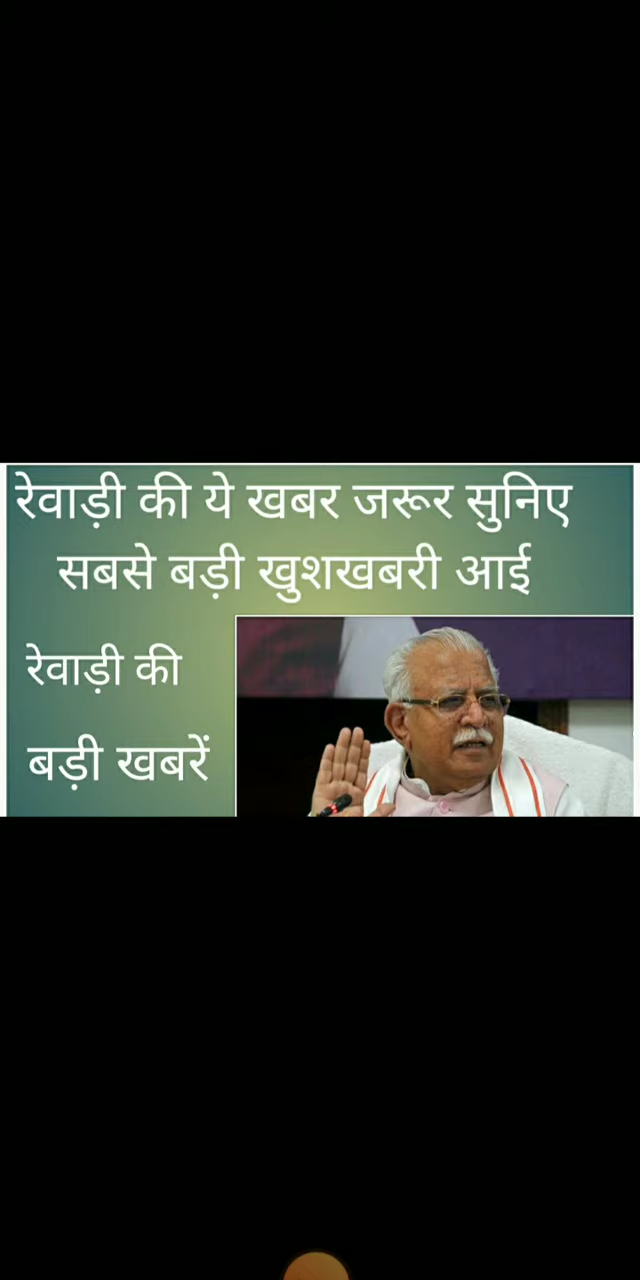 रेवाड़ी की ये खबर जरूर सुनिए
सबसे बड़ी खुशखबरी आई
रेवाड़ी की
बड़ी खबरें